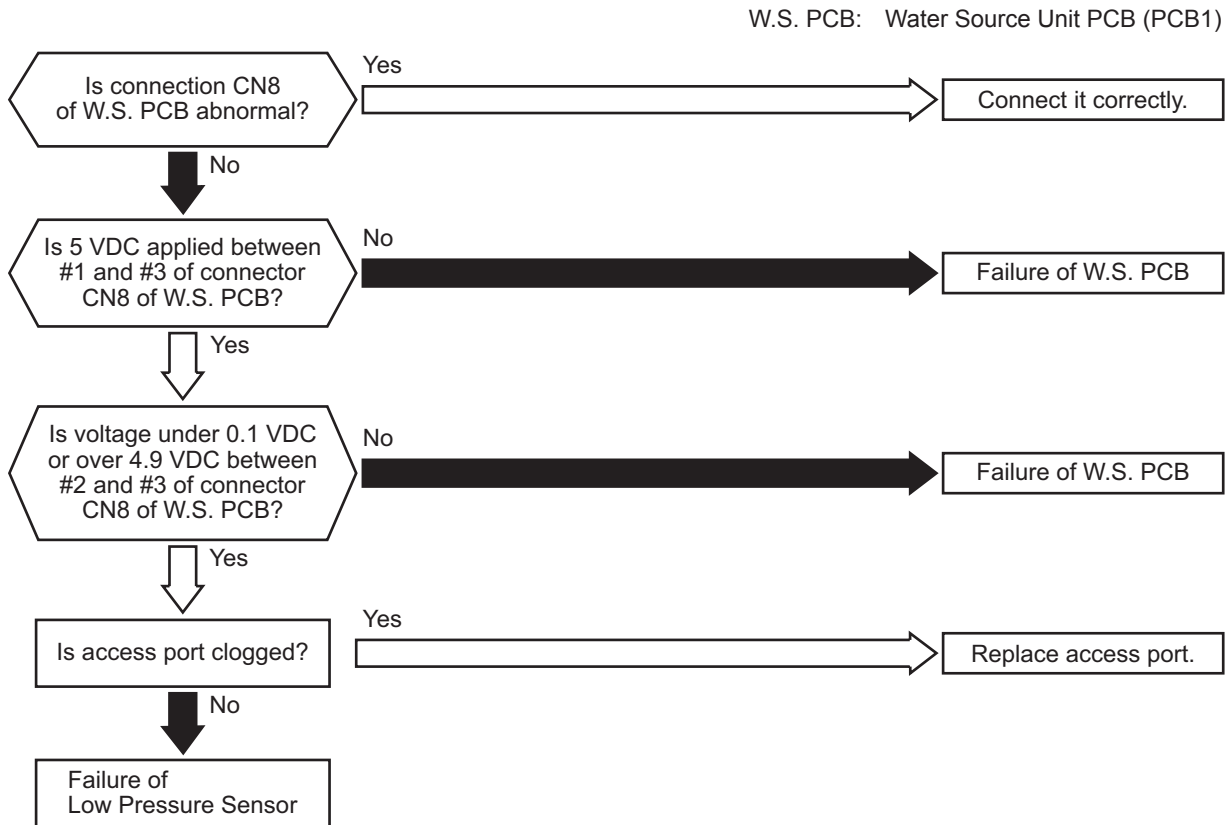 W.S. PCB: Water Source Unit PCB (PCB1)
Is connection CN8
of W.S. PCB abnormal?
Yes
Connect it correctly.
No
Is 5 VDC applied between
#1 and #3 of connector
CN8 of W.S. PCB?
No
Failure of W.S. PCB
Yes
Is voltage under 0.1 VDC
or over 4.9 VDC between
#2 and #3 of connector
CN8 of W.S. PCB?
No
Failure of W.S. PCB
Yes
Is access port clogged?
Yes
Replace access port.
No
Failure of
Low Pressure Sensor